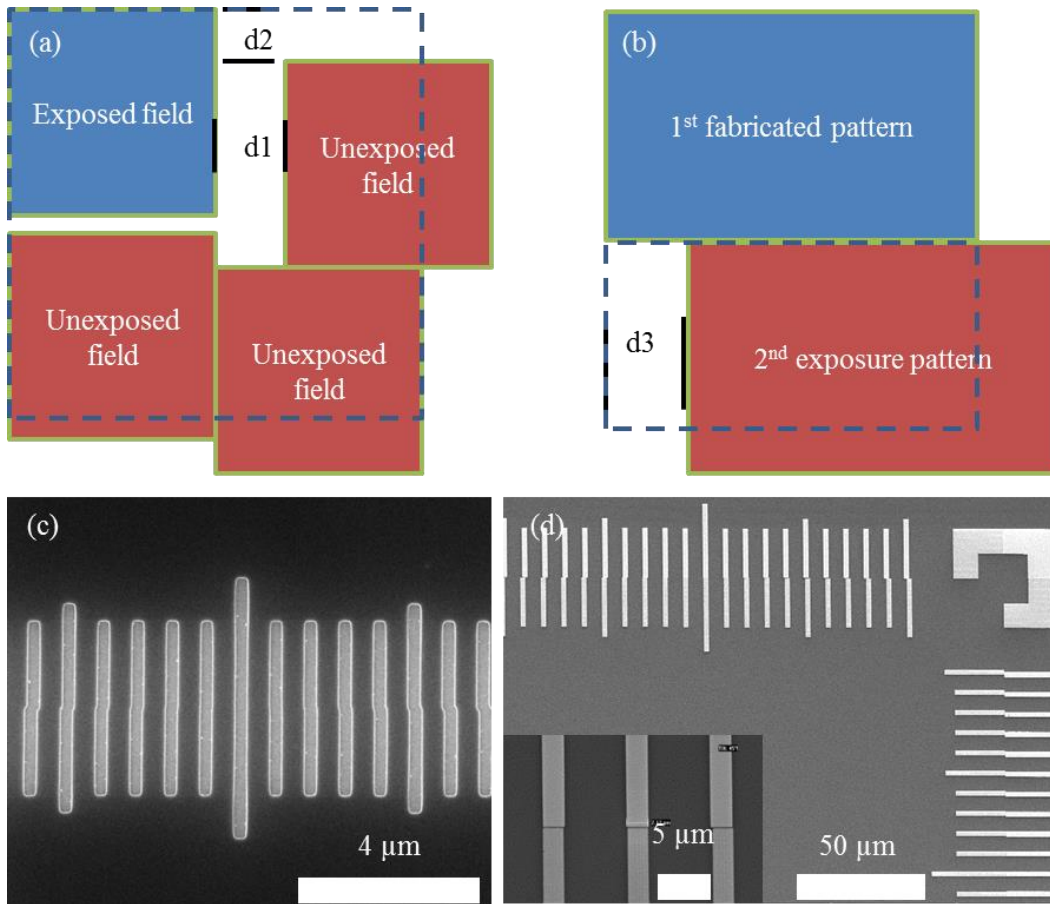 (a)
d2
Exposed field
d1
Unexposed
field
Unexposed
field
Unexposed
field
(b)
1st fabricated pattern
d3
2nd exposure pattern
(c)
4 µm
(d)
5 µm
50 µm